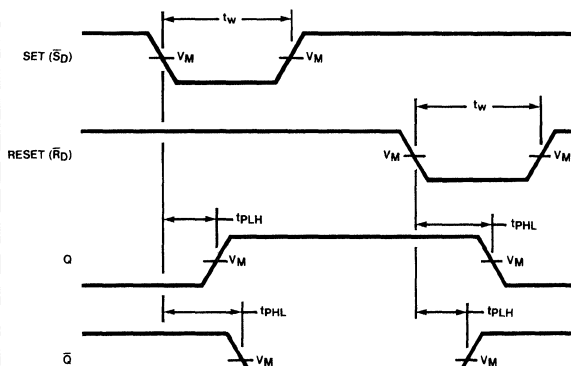 tw
SET (S̅D) VM VM
tw
RESET (R̅D) VM VM
tPLH tPHL
Q VM VM
tPHL tPLH
Q̅ VM VM